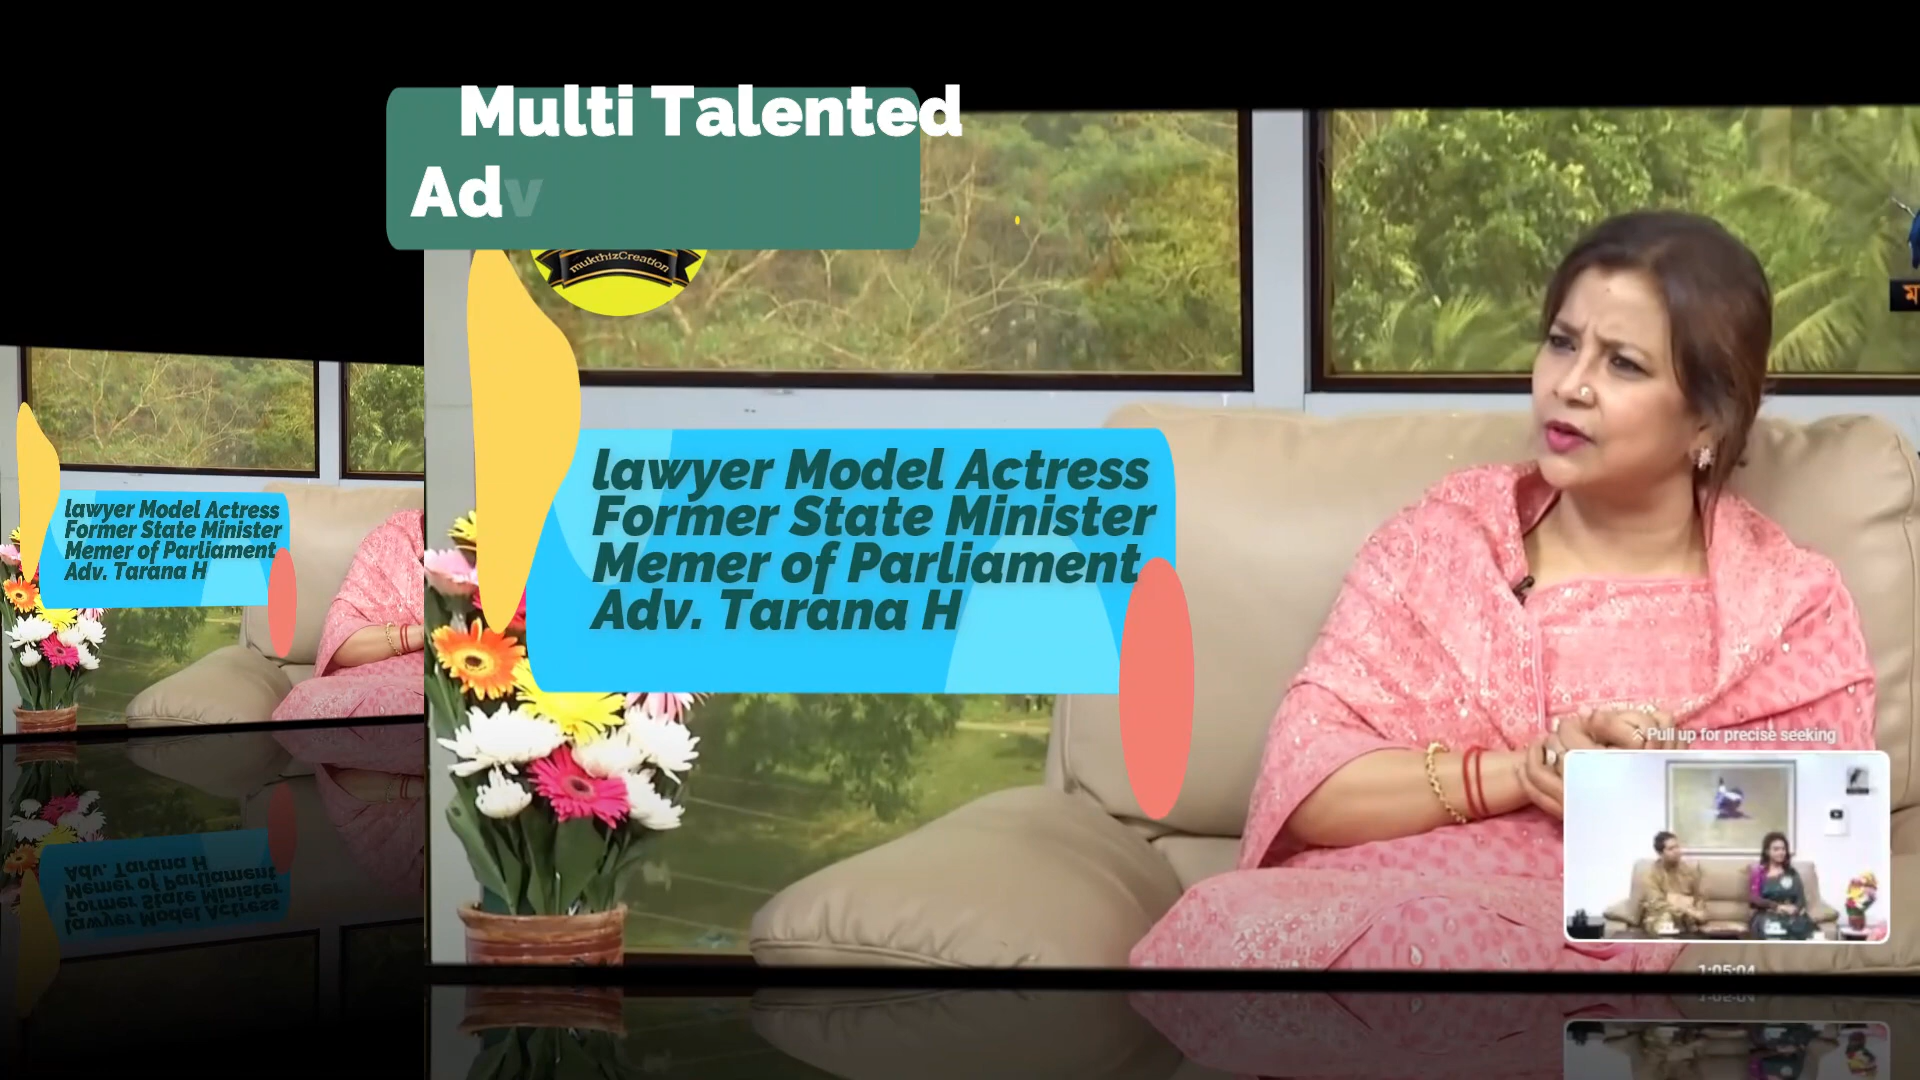 Multi Talented
Adv
mukthizCreation
lawyer Model Actress
Former State Minister
Memer of Parliament
Adv. Tarana H
lawyer Model Actress
Former State Minister
Memer of Parliament
Adv. Tarana H
ম
Pull up for precise seeking
1:05:04